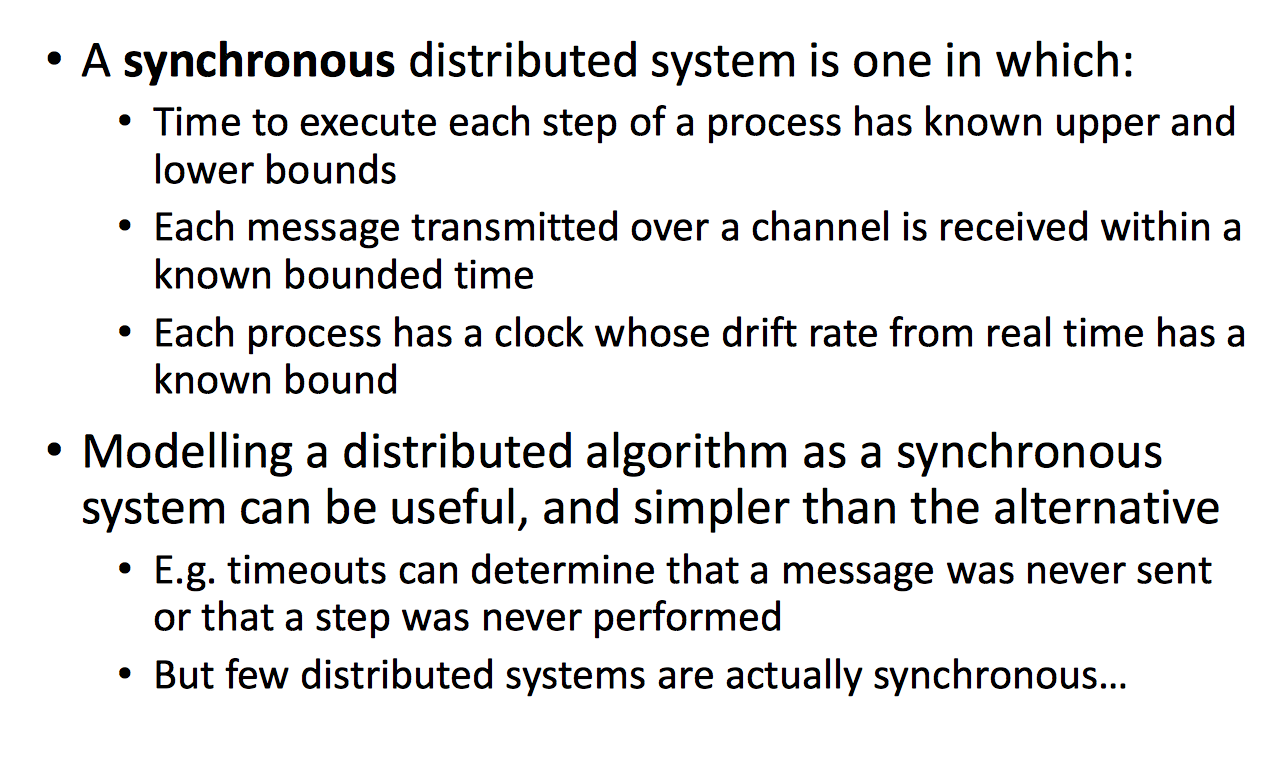 • A synchronous distributed system is one in which:
• Time to execute each step of a process has known upper and
lower bounds
• Each message transmitted over a channel is received within a
known bounded time
• Each process has a clock whose drift rate from real time has a
known bound
• Modelling a distributed algorithm as a synchronous
system can be useful, and simpler than the alternative
• E.g. timeouts can determine that a message was never sent
or that a step was never performed
• But few distributed systems are actually synchronous…